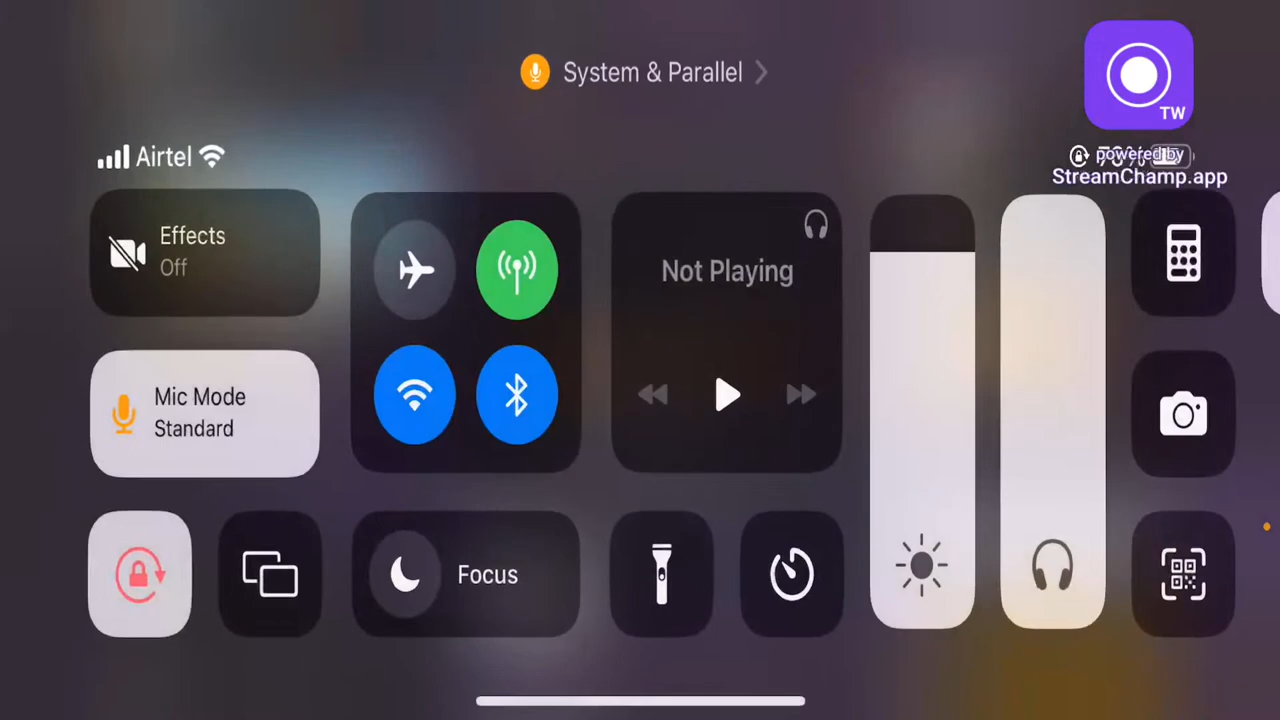 System & Parallel
TW
Airtel
powered by
StreamChamp.app
Effects
Off
Not Playing
Mic Mode
Standard
Focus